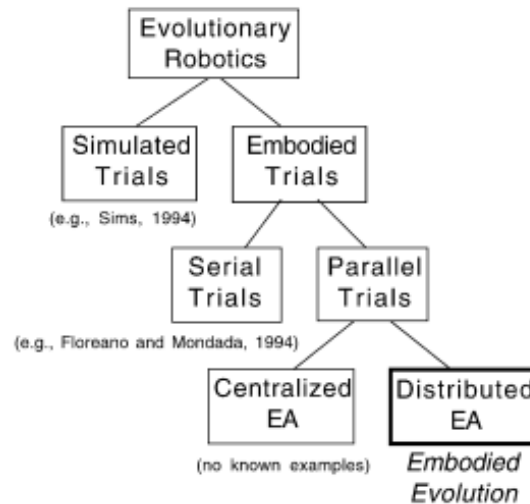 Evolutionary
Robotics
Simulated
Trials
Embodied
Trials
(e.g., Sims, 1994)
Serial
Trials
Parallel
Trials
(e.g., Floreano and Mondada, 1994)
Centralized
EA
Distributed
EA
(no known examples)
Embodied
Evolution